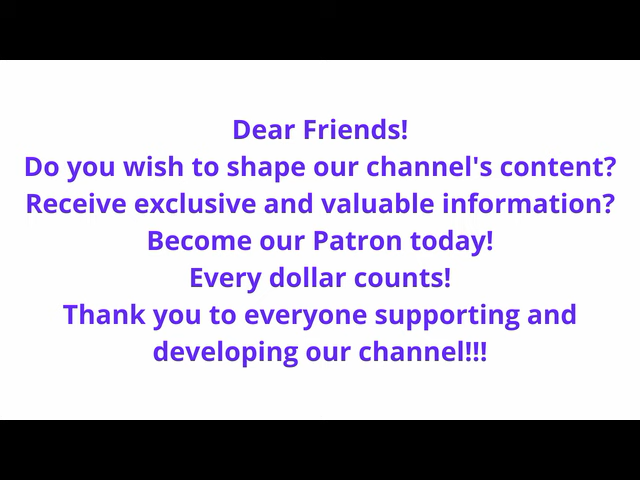 Dear Friends!
Do you wish to shape our channel's content?
Receive exclusive and valuable information?
Become our Patron today!
Every dollar counts!
Thank you to everyone supporting and
developing our channel!!!